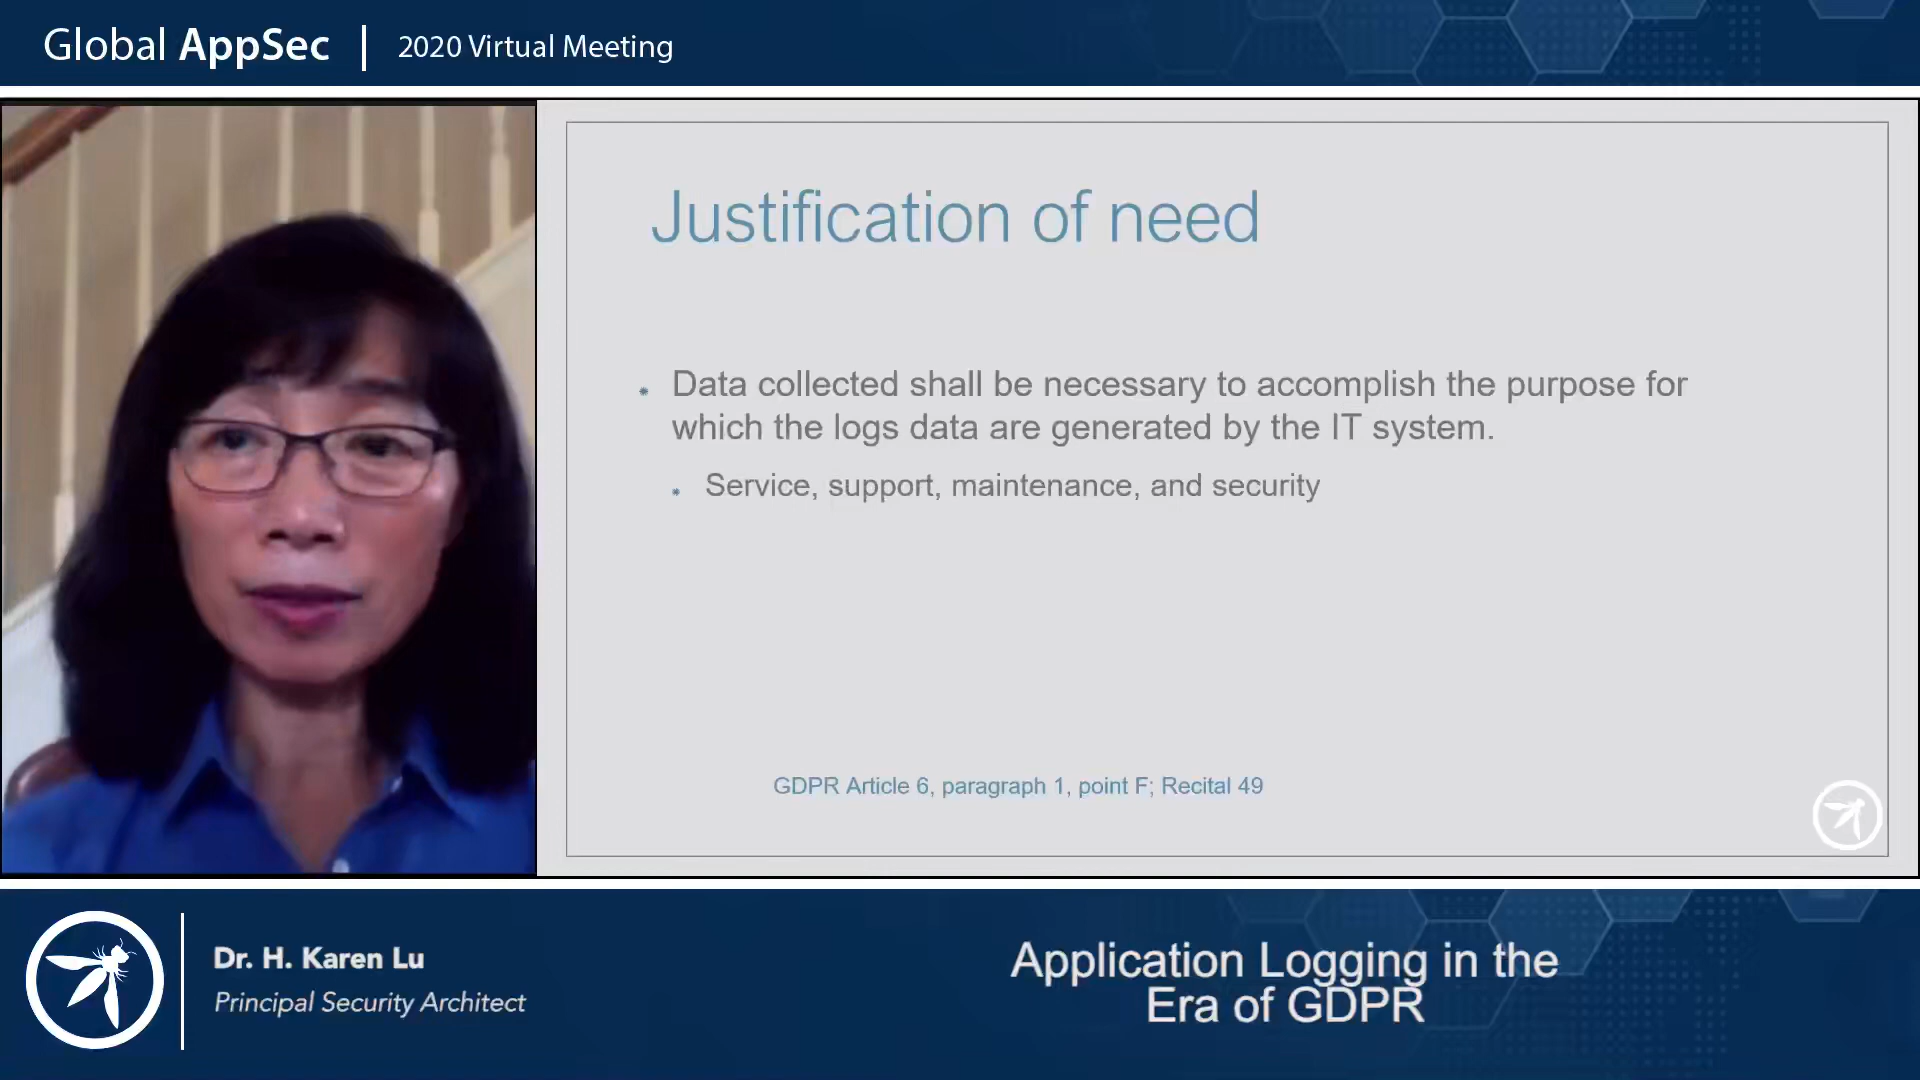 Global AppSec | 2020 Virtual Meeting
Justification of need
Data collected shall be necessary to accomplish the purpose for
which the logs data are generated by the IT system.
Service, support, maintenance, and security
GDPR Article 6, paragraph 1, point F; Recital 49
Dr. H. Karen Lu
Principal Security Architect
Application Logging in the
Era of GDPR